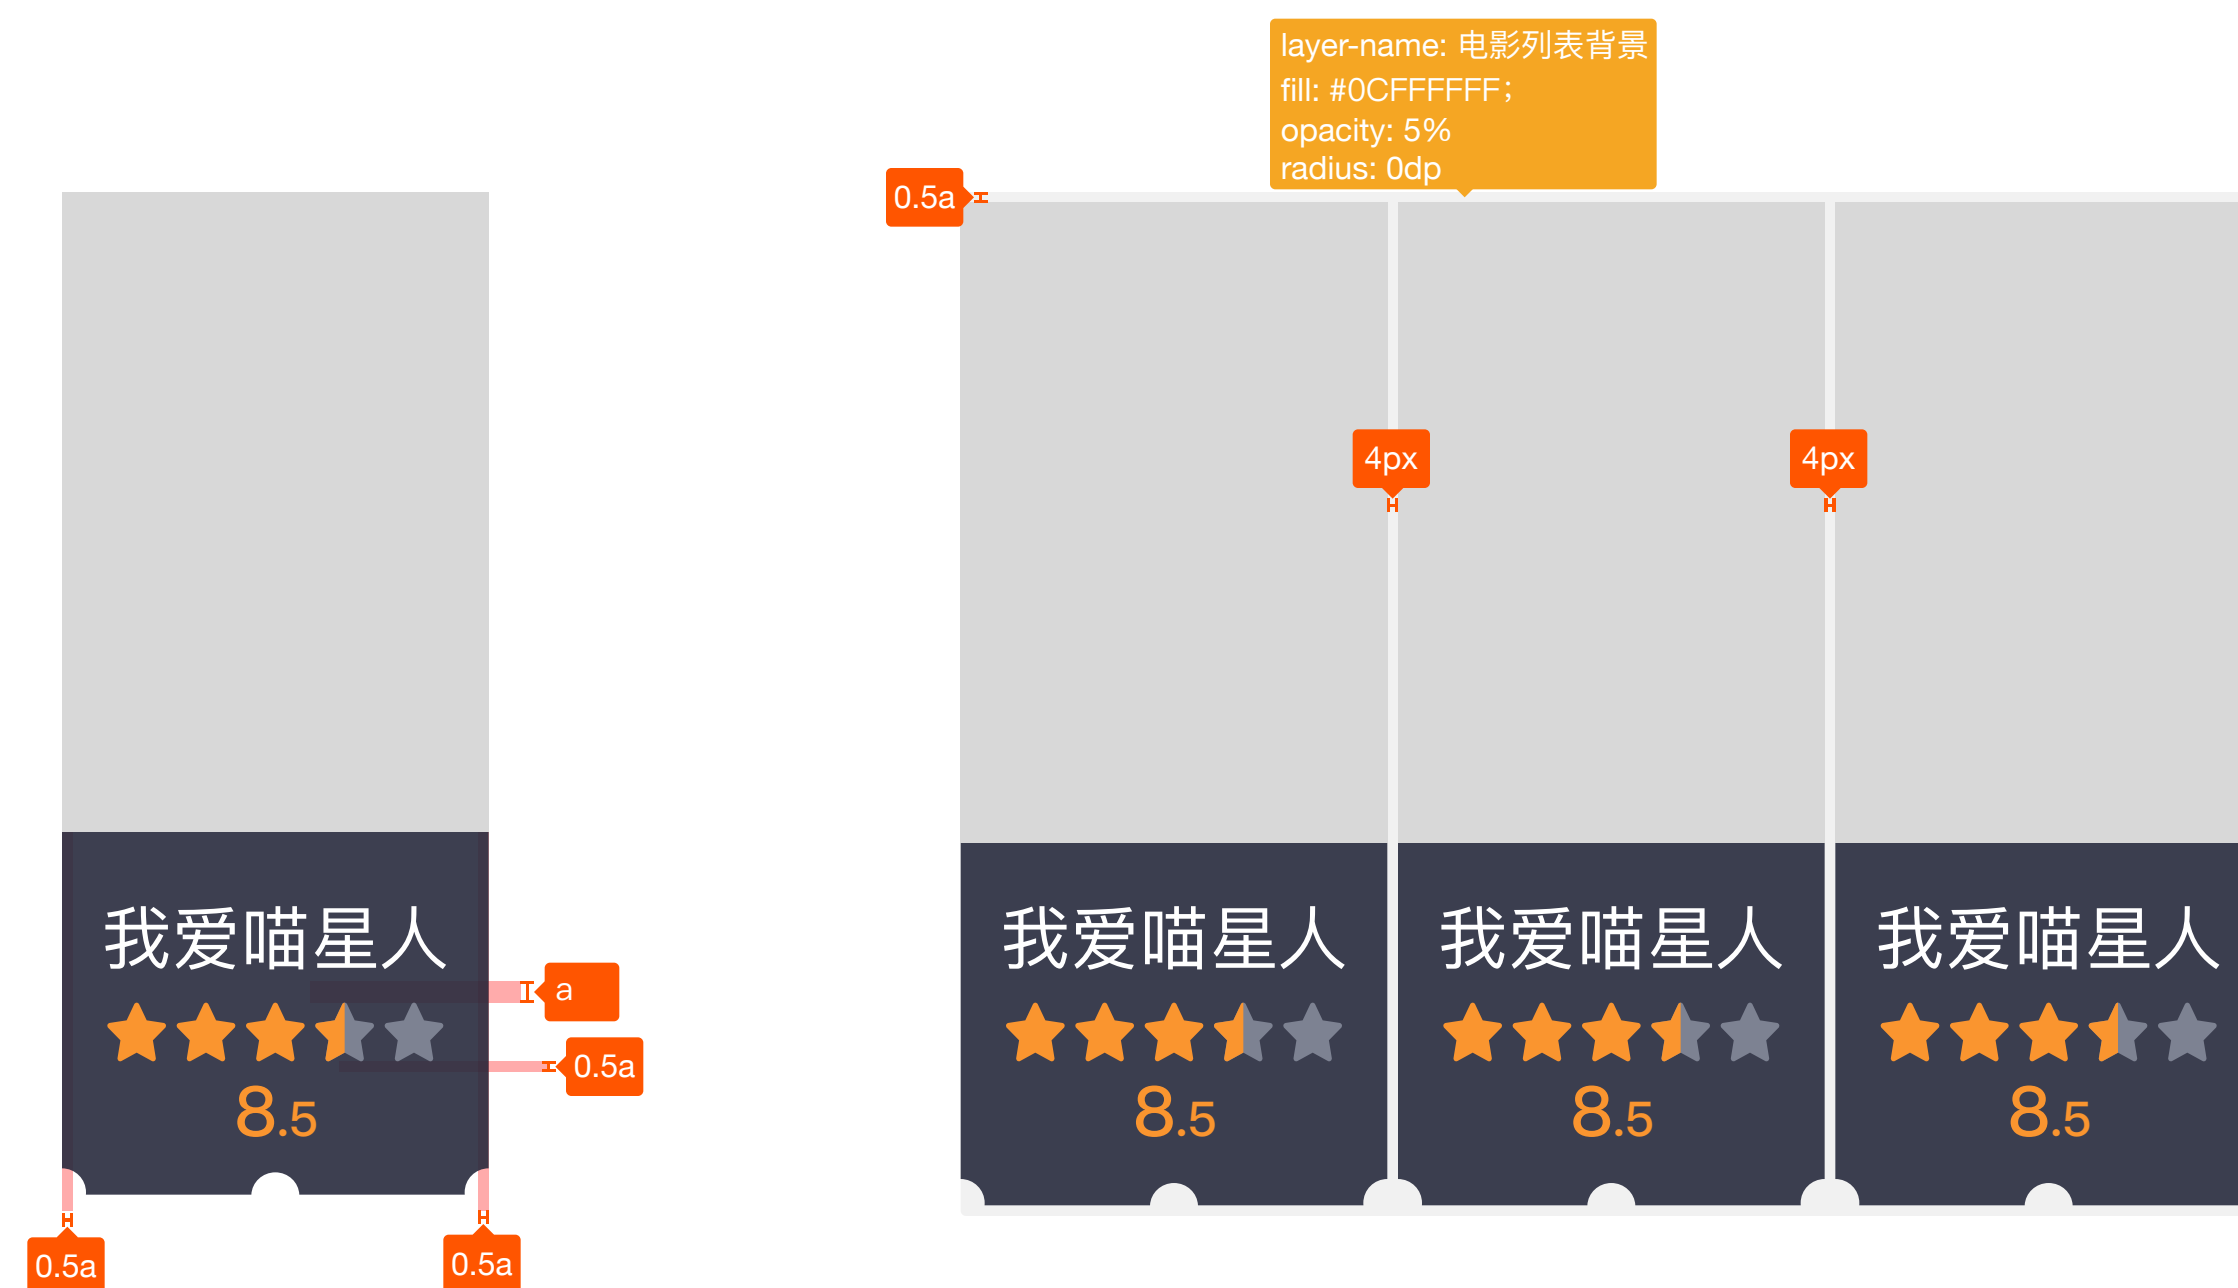 layer-name: 电影列表背景
fill: #0CFFFFFF；
opacity: 5%
radius: 0dp
0.5a
4px
4px
我爱喵星人
a
0.5a
8.5
0.5a
0.5a
我爱喵星人
8.5
我爱喵星人
8.5
我爱喵星人
8.5